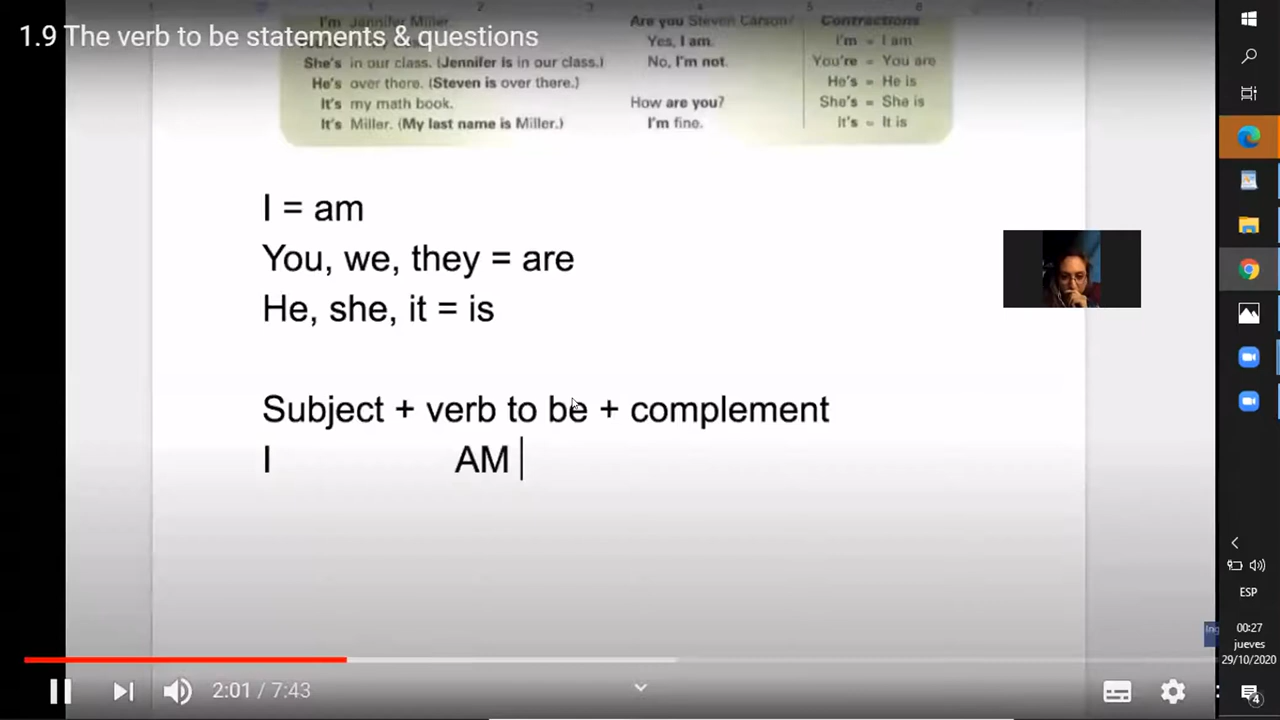 1.9 The verb to be statements & questions
I'm Jennifer Miller
Are you Steven Carson?
Contractions
Yes, I am.
I'm = I am
She's in our class. (Jennifer is in our class.)
No, I'm not.
You're = You are
He's over there. (Steven is over there.)
He's = He is
It's my math book.
How are you?
She's = She is
It's Miller. (My last name is Miller.)
I'm fine.
It's = It is
I = am
You, we, they = are
He, she, it = is
Subject + verb to be + complement
I AM
2:01 / 7:43
ESP
00:27
jueves
29/10/2020
4